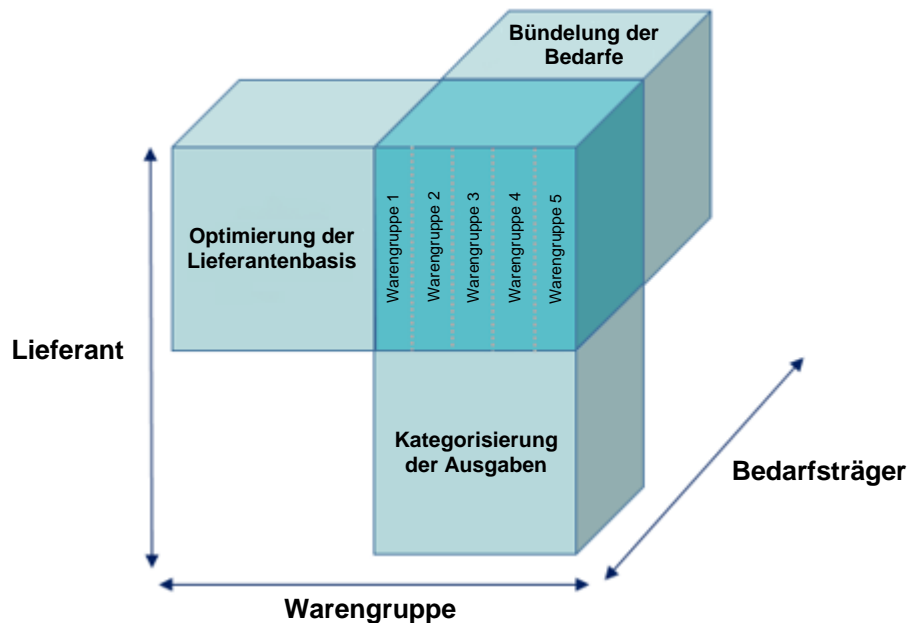 Bündelung der
Bedarfe
Warengruppe 1
Warengruppe 2
Warengruppe 3
Warengruppe 4
Warengruppe 5
Optimierung der
Lieferantenbasis
Lieferant
Kategorisierung
der Ausgaben
Bedarfsträger
Warengruppe